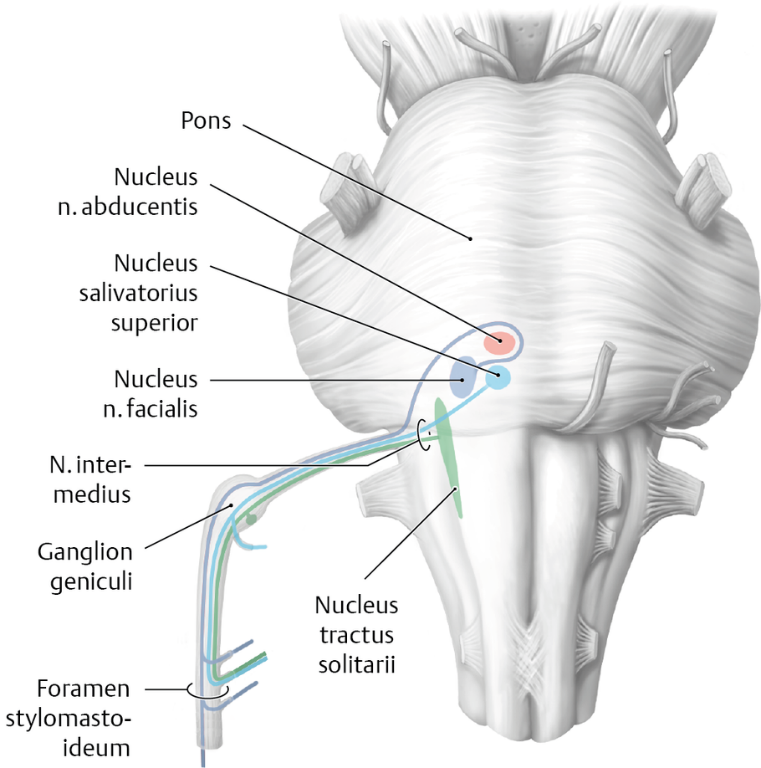 Pons
Nucleus
n. abducentis
Nucleus
salivatorius
superior
Nucleus
n. facialis
N. inter-
medius
Ganglion
geniculi
Nucleus
tractus
solitarii
Foramen
stylomasto-
ideum